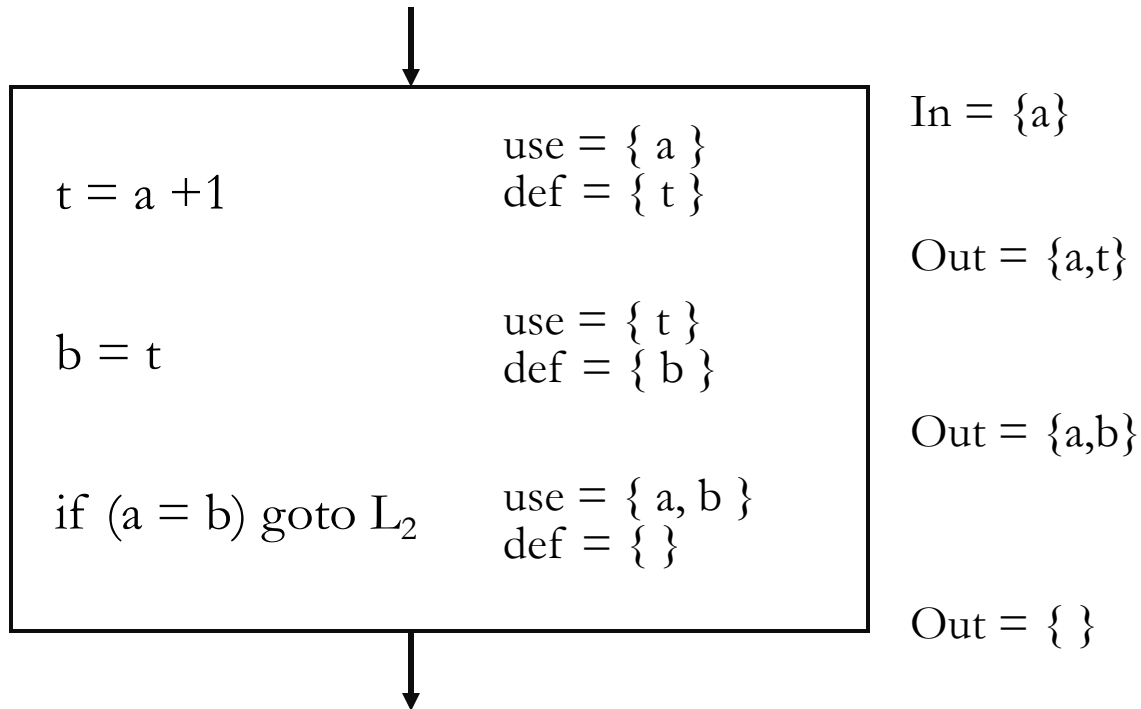 In = {a}
use = { a }
def = { t }
t = a +1
Out = {a,t}
use = { t }
def = { b }
b = t
Out = {a,b}
use = { a, b }
def = { }
if (a = b) goto L₂
Out = { }